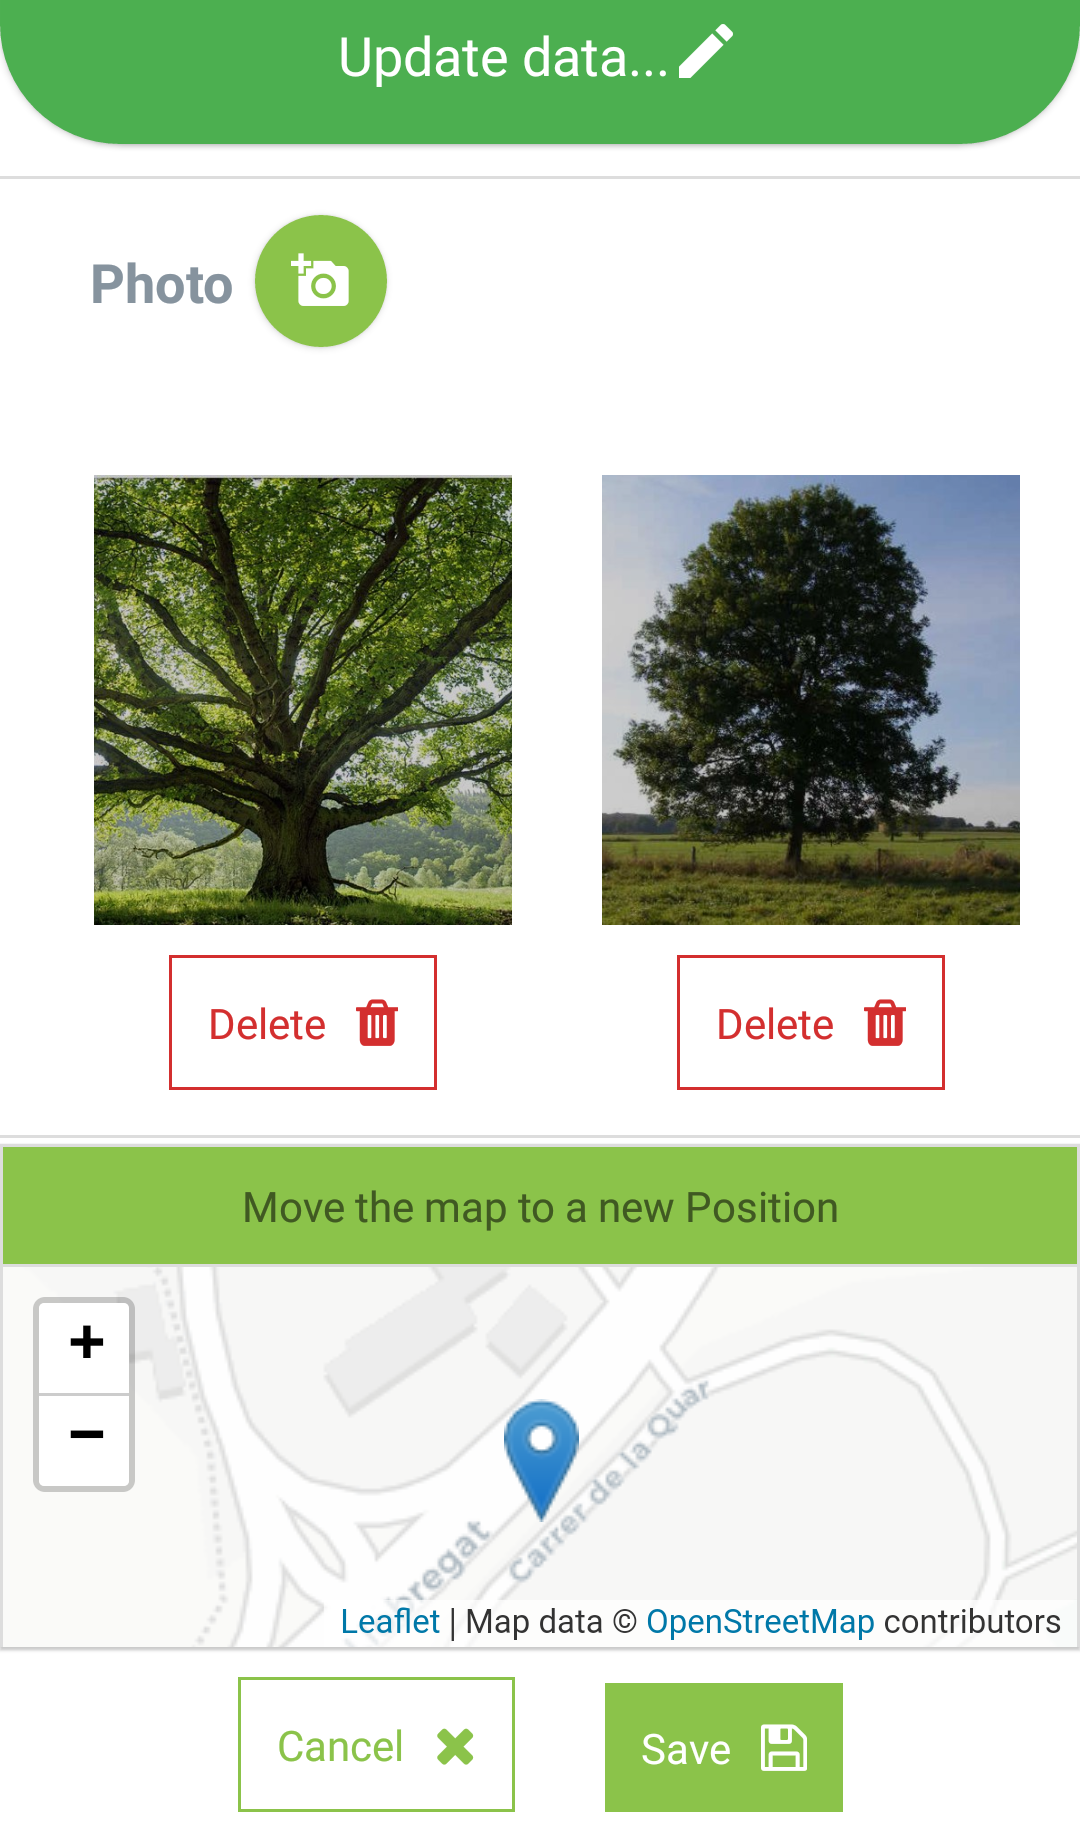 Update data...
Photo
Delete
Delete
Move the map to a new Position
+
−
Carrer de la Quar
Leaflet | Map data © OpenStreetMap contributors
Cancel
Save